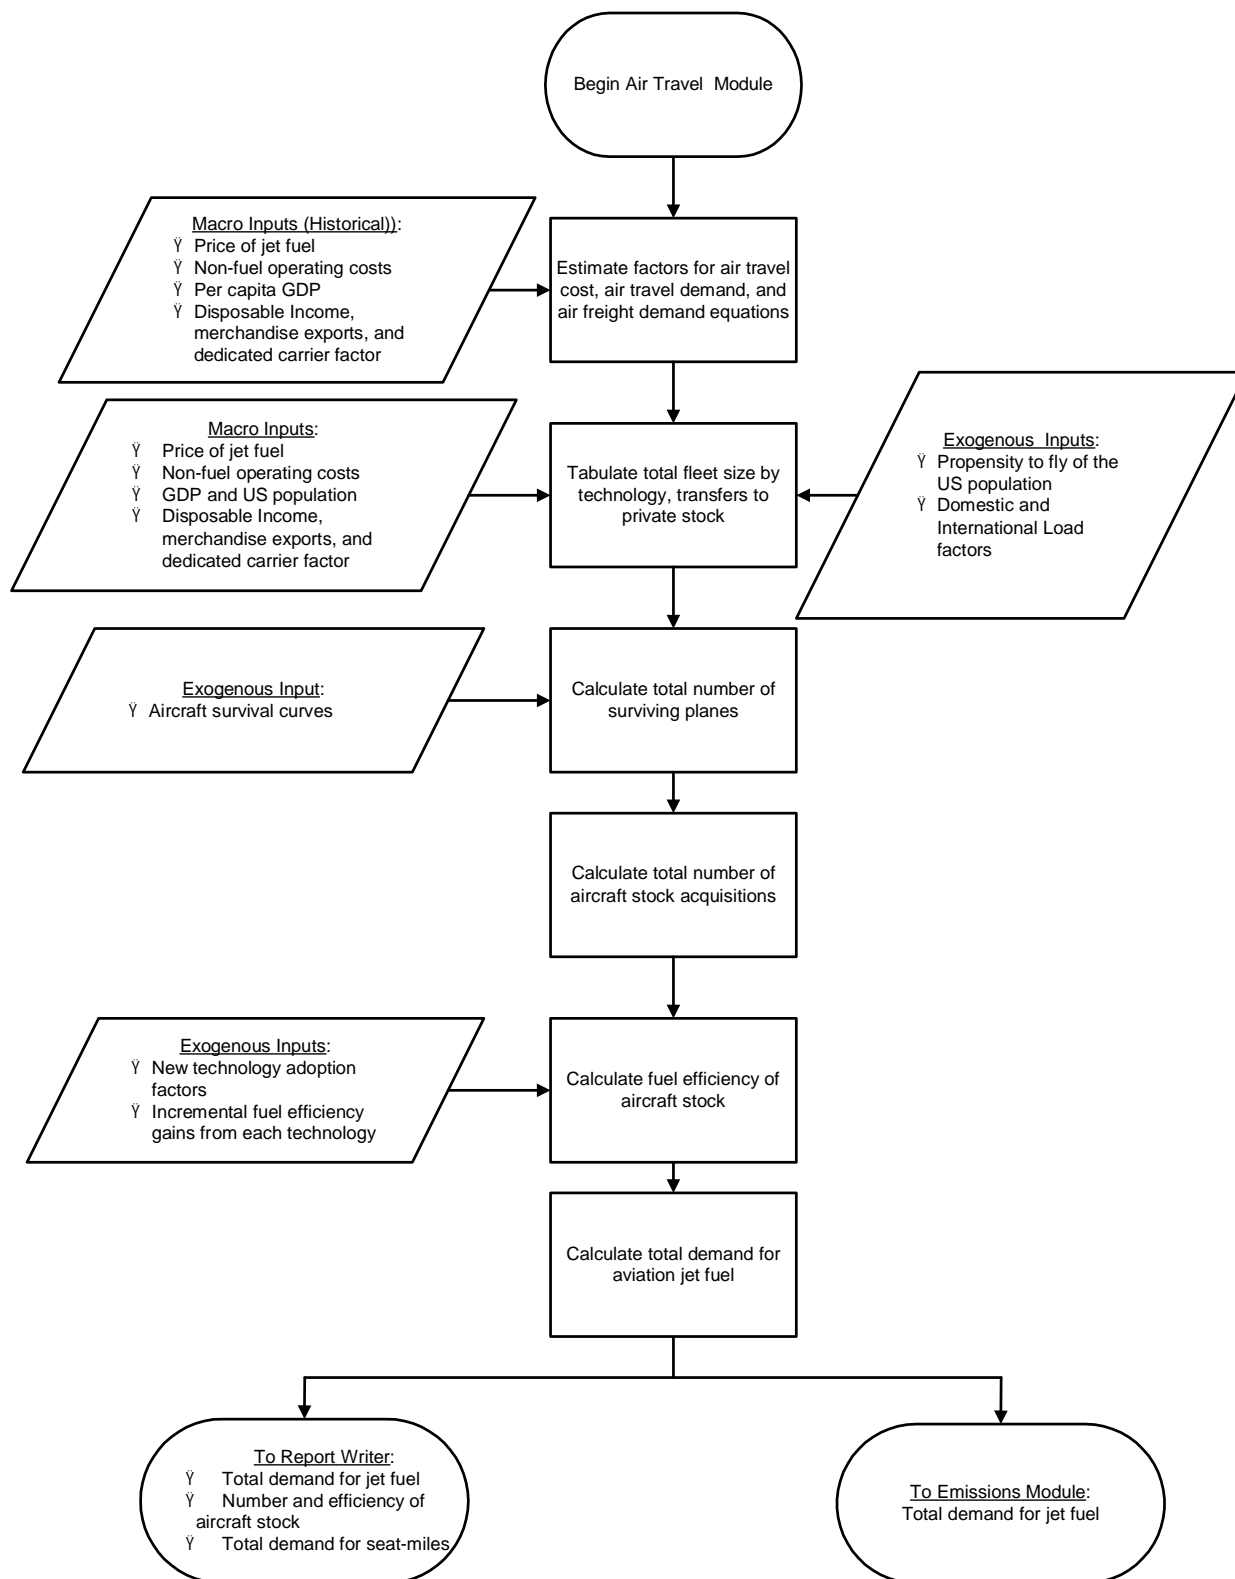 Begin Air Travel  Module
Macro Inputs (Historical)):
Ÿ Price of jet fuel
Ÿ Non-fuel operating costs
Ÿ Per capita GDP
Ÿ Disposable Income,
merchandise exports, and
dedicated carrier factor
Estimate factors for air travel
cost, air travel demand, and
air freight demand equations
Macro Inputs:
Ÿ Price of jet fuel
Ÿ Non-fuel operating costs
Ÿ GDP and US population
Ÿ Disposable Income,
merchandise exports, and
dedicated carrier factor
Tabulate total fleet size by
technology, transfers to
private stock
Exogenous  Inputs:
Ÿ Propensity to fly of the
US population
Ÿ Domestic and
International Load
factors
Exogenous Input:
Ÿ Aircraft survival curves
Calculate total number of
surviving planes
Calculate total number of
aircraft stock acquisitions
Exogenous Inputs:
Ÿ New technology adoption
factors
Ÿ Incremental fuel efficiency
gains from each technology
Calculate fuel efficiency of
aircraft stock
Calculate total demand for
aviation jet fuel
To Report Writer:
Ÿ Total demand for jet fuel
Ÿ Number and efficiency of
aircraft stock
Ÿ Total demand for seat-miles
To Emissions Module:
Total demand for jet fuel